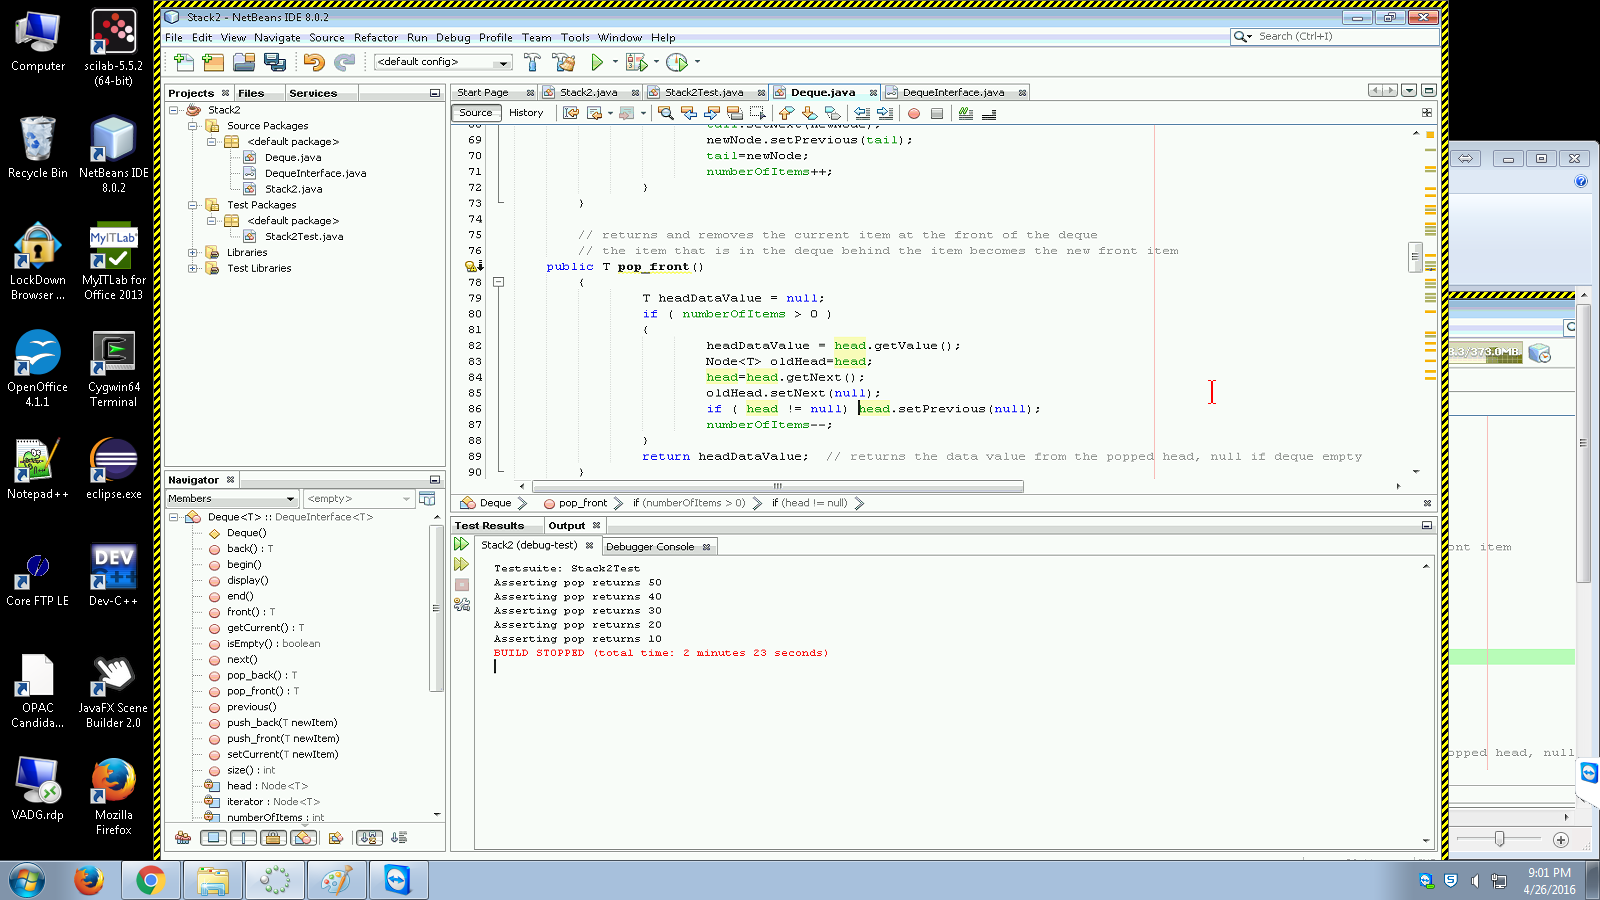 Computer
scilab-5.5.2
(64-bit)
Recycle Bin
NetBeans IDE
8.0.2
LockDown
Browser ...
MyITLab
MyITLab for
Office 2013
OpenOffice
4.1.1
Cygwin64
Terminal
Notepad++
eclipse.exe
Core FTP LE
DEV
Dev-C++
OPAC
Candida...
JavaFX Scene
Builder 2.0
VADG.rdp
Mozilla
Firefox
Stack2 - NetBeans IDE 8.0.2
File Edit View Navigate Source Refactor Run Debug Profile Team Tools Window Help
Search (Ctrl+I)
<default config>
Projects Files Services
Stack2
Source Packages
<default package>
Deque.java
DequeInterface.java
Stack2.java
Test Packages
<default package>
Stack2Test.java
Libraries
Test Libraries
Navigator
Members <empty>
Deque<T> :: DequeInterface<T>
Deque()
back() : T
begin()
display()
end()
front() : T
getCurrent() : T
isEmpty() : boolean
next()
pop_back() : T
pop_front() : T
previous()
push_back(T newItem)
push_front(T newItem)
setCurrent(T newItem)
size() : int
head : Node<T>
iterator : Node<T>
numberOfItems : int
Start Page Stack2.java Stack2Test.java Deque.java DequeInterface.java
Source History
68 tail.setNext(newNode);
69 newNode.setPrevious(tail);
70 tail=newNode;
71 numberOfItems++;
72 }
73 }
74
75 // returns and removes the current item at the front of the deque
76 // the item that is in the deque behind the item becomes the new front item
public T pop_front()
78 {
79 T headDataValue = null;
80 if ( numberOfItems > 0 )
81 {
82 headDataValue = head.getValue();
83 Node<T> oldHead=head;
84 head=head.getNext();
85 oldHead.setNext(null);
86 if ( head != null) head.setPrevious(null);
87 numberOfItems--;
88 }
89 return headDataValue; // returns the data value from the popped head, null if deque empty
90 }
Deque pop_front if (numberOfItems > 0) if (head != null)
Test Results Output
Stack2 (debug-test) Debugger Console
Testsuite: Stack2Test
Asserting pop returns 50
Asserting pop returns 40
Asserting pop returns 30
Asserting pop returns 20
Asserting pop returns 10
BUILD STOPPED (total time: 2 minutes 23 seconds)
3.3/373.0MB
ont item
opped head, null
9:01 PM
4/26/2016